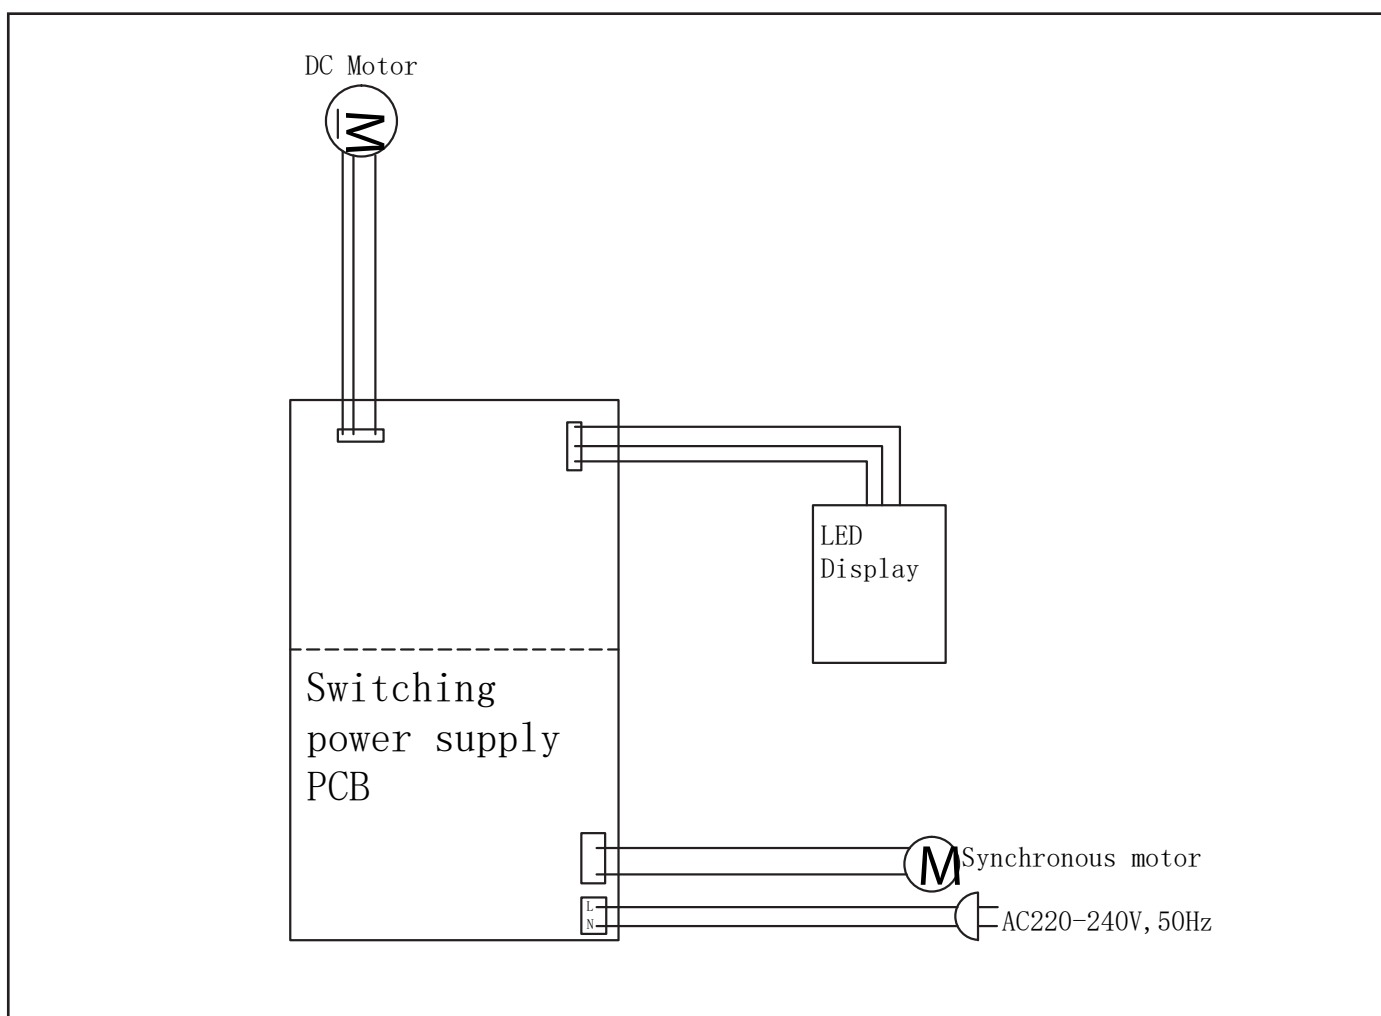 DC Motor
M
LED
Display
Switching
power supply
PCB
M
Synchronous motor
L
N
AC220-240V,50Hz